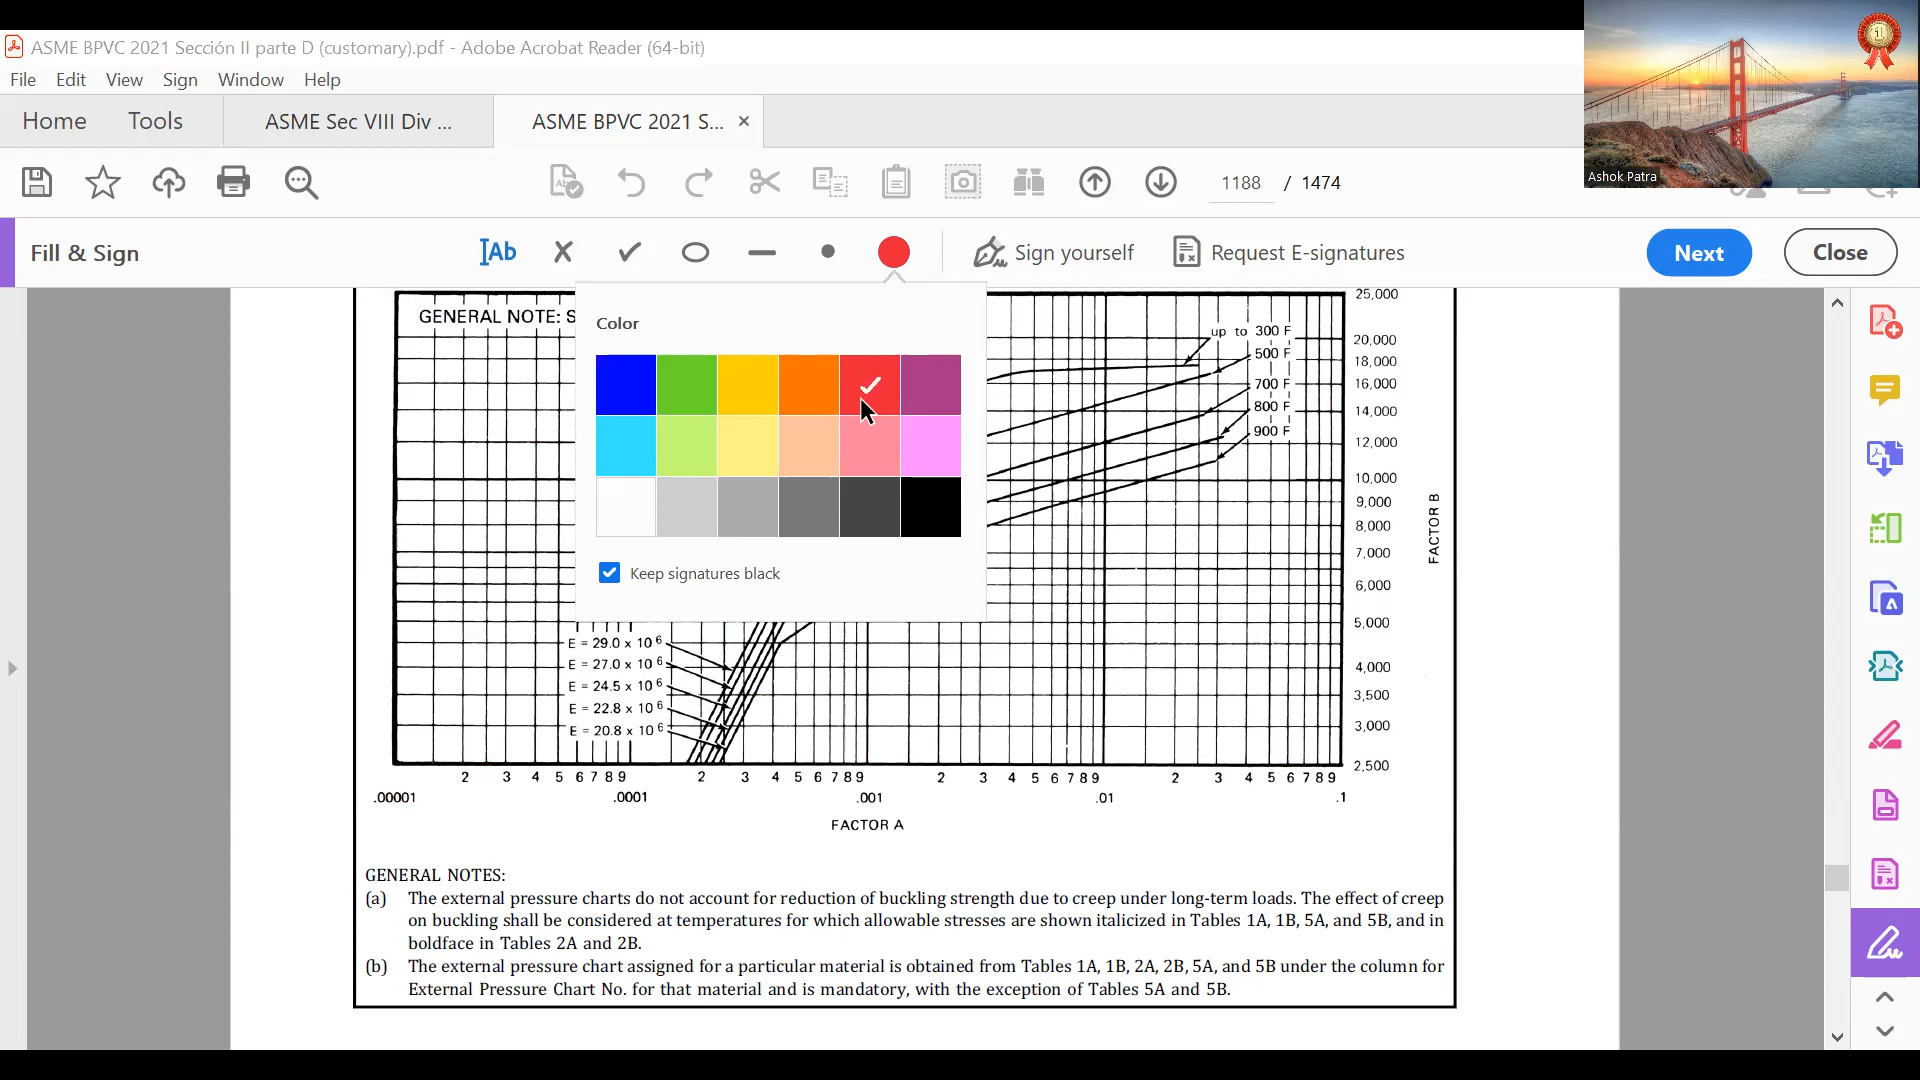 ASME BPVC 2021 Sección II parte D (customary).pdf - Adobe Acrobat Reader (64-bit)
File Edit View Sign Window Help
Home Tools ASME Sec VIII Div ... ASME BPVC 2021 S... ×
1188 / 1474
Ashok Patra
Fill & Sign Ab Sign yourself Request E-signatures Next Close
GENERAL NOTE: S
Color
Keep signatures black
up to 300 F
500 F
700 F
800 F
900 F
25,000
20,000
18,000
16,000
14,000
12,000
10,000
9,000
8,000
7,000
6,000
5,000
4,000
3,500
3,000
2,500
FACTOR B
E = 29.0 x 10 6
E = 27.0 x 10 6
E = 24.5 x 10 6
E = 22.8 x 10 6
E = 20.8 x 10 6
2 3 4 5 6 7 8 9 2 3 4 5 6 7 8 9 2 3 4 5 6 7 8 9 2 3 4 5 6 7 8 9
.00001 .0001 .001 .01 .1
FACTOR A
GENERAL NOTES:
(a) The external pressure charts do not account for reduction of buckling strength due to creep under long-term loads. The effect of creep
on buckling shall be considered at temperatures for which allowable stresses are shown italicized in Tables 1A, 1B, 5A, and 5B, and in
boldface in Tables 2A and 2B.
(b) The external pressure chart assigned for a particular material is obtained from Tables 1A, 1B, 2A, 2B, 5A, and 5B under the column for
External Pressure Chart No. for that material and is mandatory, with the exception of Tables 5A and 5B.